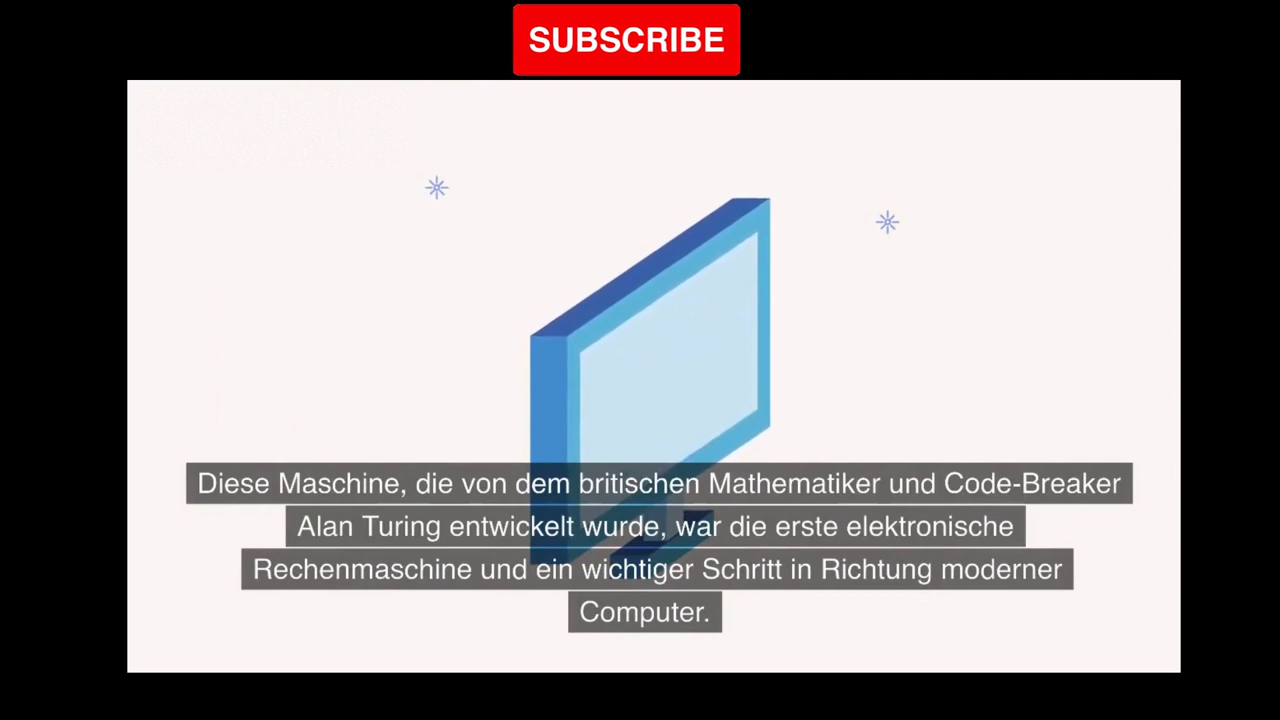 SUBSCRIBE
Diese Maschine, die von dem britischen Mathematiker und Code-Breaker
Alan Turing entwickelt wurde, war die erste elektronische
Rechenmaschine und ein wichtiger Schritt in Richtung moderner
Computer.